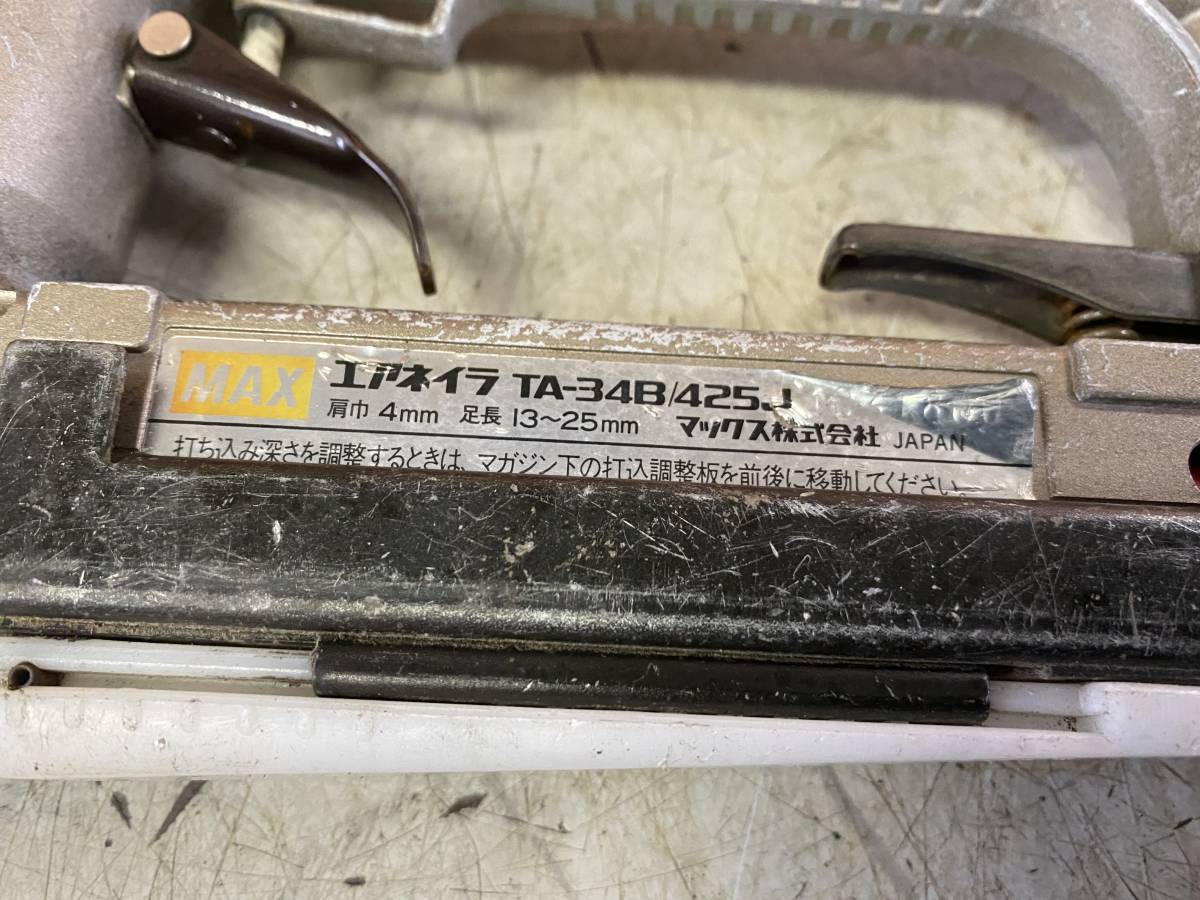 MAX エアネイラ TA-34B/425J
肩巾 4mm 足長 13〜25mm マックス株式会社 JAPAN
打ち込み深さを調整するときは、マガジン下の打込調整板を前後に移動してください。